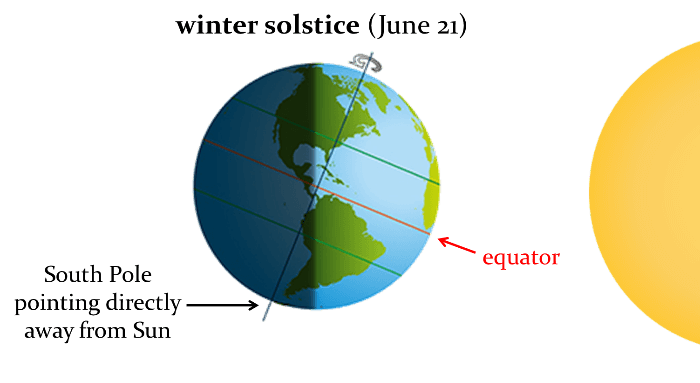 winter solstice (June 21)
equator
South Pole
pointing directly
away from Sun